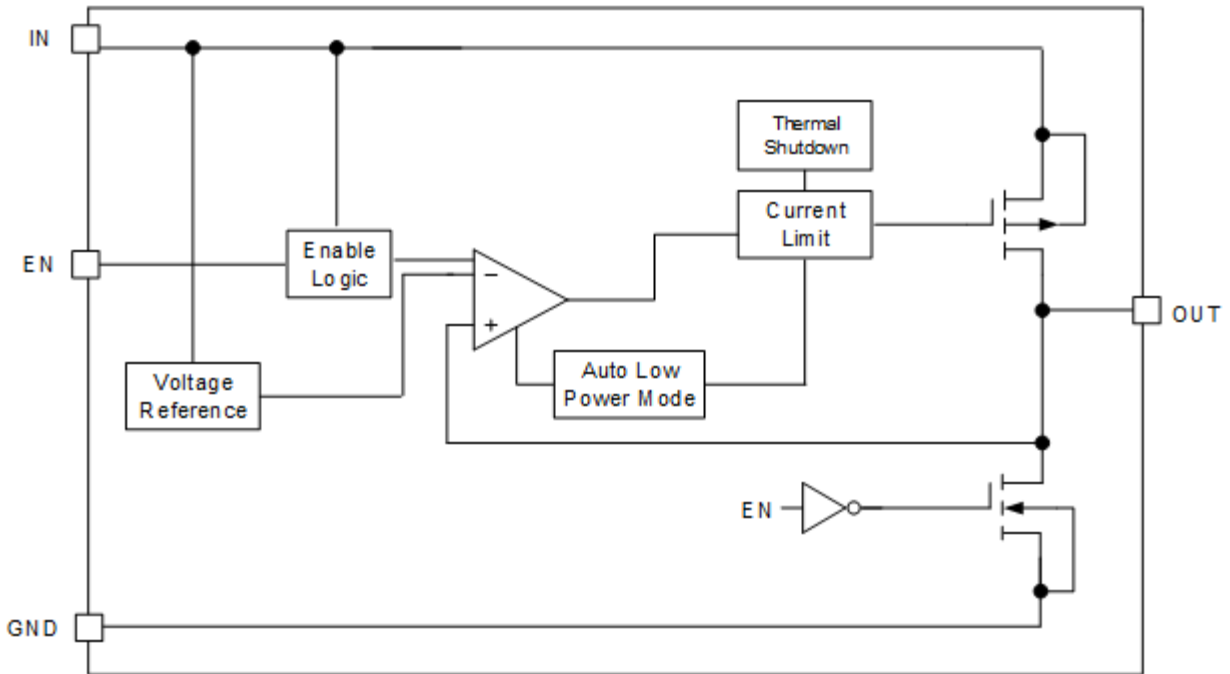 IN
Thermal
Shutdown
Current
Limit
EN
Enable
Logic
−
+
OUT
Voltage
Reference
Auto Low
Power Mode
EN
GND